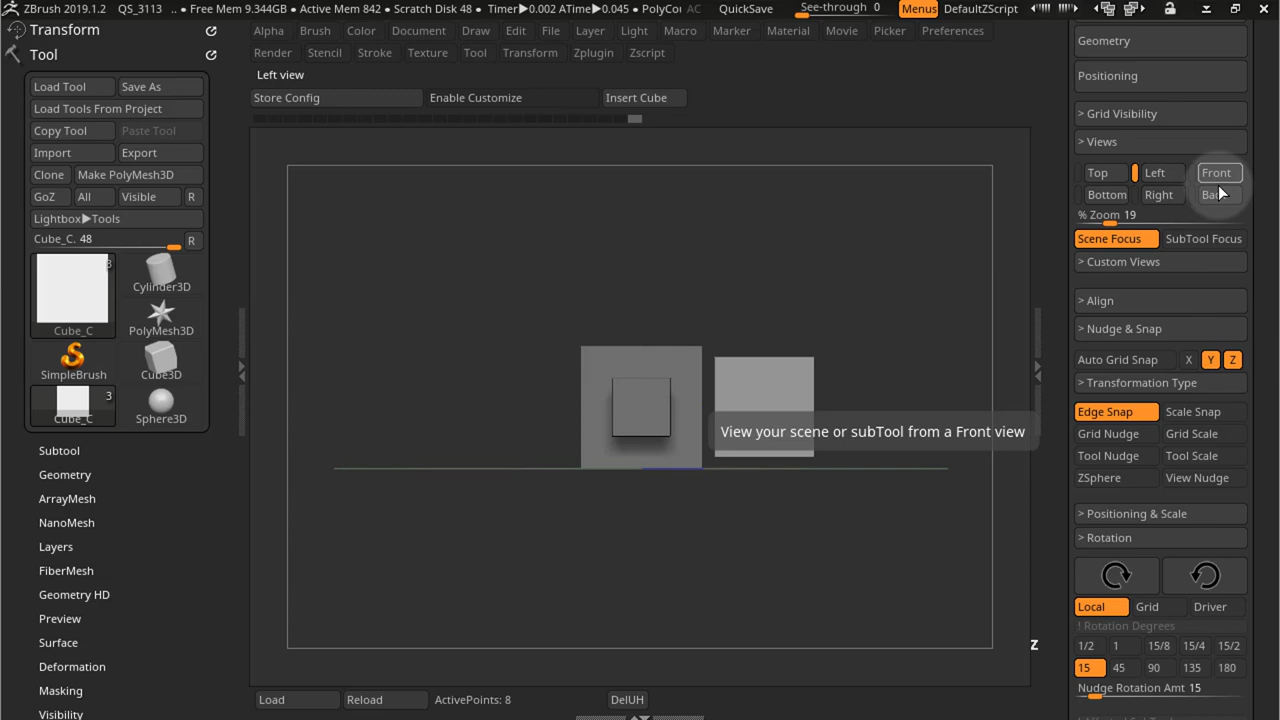 ZBrush 2019.1.2 QS_3113 .. • Free Mem 9.344GB • Active Mem 842 • Scratch Disk 48 • Timer▶0.002 ATime▶0.045 • PolyCou AC QuickSave See-through 0 Menus DefaultZScript
Transform
Tool
Load Tool Save As
Load Tools From Project
Copy Tool Paste Tool
Import Export
Clone Make PolyMesh3D
GoZ All Visible R
Lightbox▶Tools
Cube_C. 48 R
3
Cube_C Cylinder3D
PolyMesh3D
SimpleBrush Cube3D
3
Cube_C Sphere3D
Subtool
Geometry
ArrayMesh
NanoMesh
Layers
FiberMesh
Geometry HD
Preview
Surface
Deformation
Masking
Visibility
Alpha Brush Color Document Draw Edit File Layer Light Macro Marker Material Movie Picker Preferences
Render Stencil Stroke Texture Tool Transform Zplugin Zscript
Left view
Store Config Enable Customize Insert Cube
View your scene or subTool from a Front view
Z
Load Reload ActivePoints: 8 DelUH
Geometry
Positioning
> Grid Visibility
> Views
Top Left Front
Bottom Right
% Zoom 19
Scene Focus SubTool Focus
> Custom Views
> Align
> Nudge & Snap
Auto Grid Snap X Y Z
> Transformation Type
Edge Snap Scale Snap
Grid Nudge Grid Scale
Tool Nudge Tool Scale
ZSphere View Nudge
> Positioning & Scale
> Rotation
Local Grid Driver
! Rotation Degrees
1/2 1 15/8 15/4 15/2
15 45 90 135 180
Nudge Rotation Amt 15